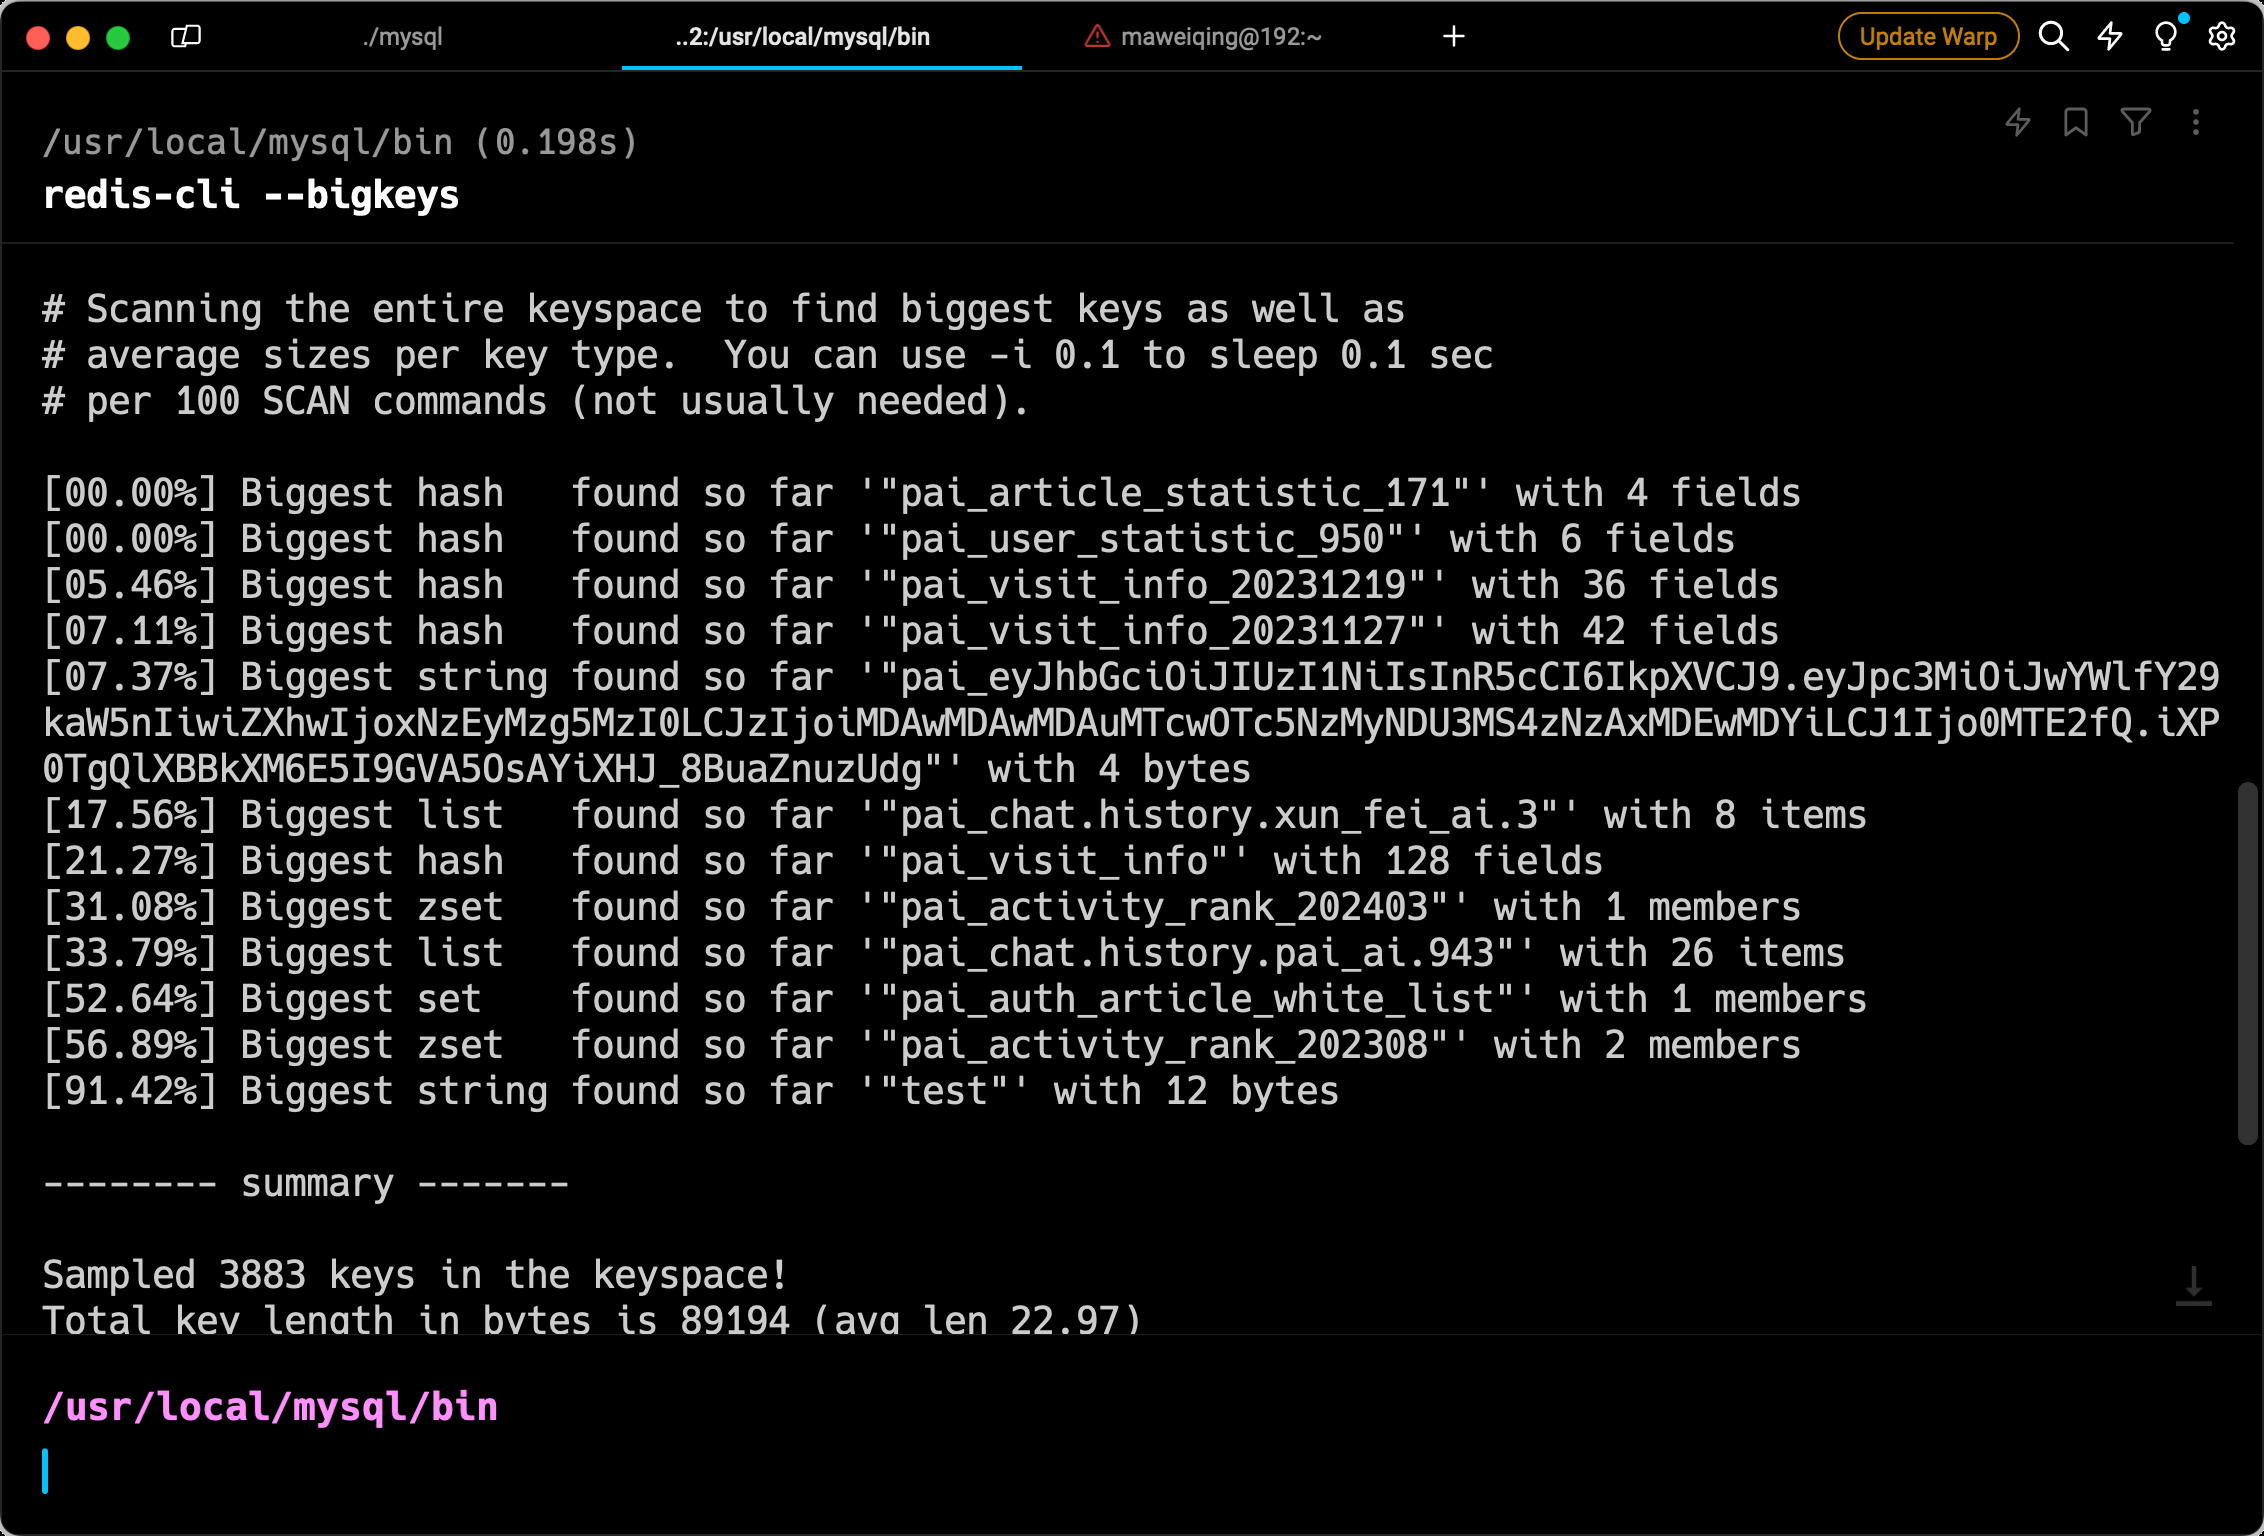 ./mysql
..2:/usr/local/mysql/bin
maweiqing@192:~
Update Warp
/usr/local/mysql/bin (0.198s)
redis-cli --bigkeys
# Scanning the entire keyspace to find biggest keys as well as
# average sizes per key type.  You can use -i 0.1 to sleep 0.1 sec
# per 100 SCAN commands (not usually needed).
[00.00%] Biggest hash   found so far '"pai_article_statistic_171"' with 4 fields
[00.00%] Biggest hash   found so far '"pai_user_statistic_950"' with 6 fields
[05.46%] Biggest hash   found so far '"pai_visit_info_20231219"' with 36 fields
[07.11%] Biggest hash   found so far '"pai_visit_info_20231127"' with 42 fields
[07.37%] Biggest string found so far '"pai_eyJhbGciOiJIUzI1NiIsInR5cCI6IkpXVCJ9.eyJpc3MiOiJwYWlfY29
kaW5nIiwiZXhwIjoxNzEyMzg5MzI0LCJzIjoiMDAwMDAwMDAuMTcwOTc5NzMyNDU3MS4zNzAxMDEwMDYiLCJ1Ijo0MTE2fQ.iXP
0TgQlXBBkXM6E5I9GVA5OsAYiXHJ_8BuaZnuzUdg"' with 4 bytes
[17.56%] Biggest list   found so far '"pai_chat.history.xun_fei_ai.3"' with 8 items
[21.27%] Biggest hash   found so far '"pai_visit_info"' with 128 fields
[31.08%] Biggest zset   found so far '"pai_activity_rank_202403"' with 1 members
[33.79%] Biggest list   found so far '"pai_chat.history.pai_ai.943"' with 26 items
[52.64%] Biggest set    found so far '"pai_auth_article_white_list"' with 1 members
[56.89%] Biggest zset   found so far '"pai_activity_rank_202308"' with 2 members
[91.42%] Biggest string found so far '"test"' with 12 bytes
-------- summary -------
Sampled 3883 keys in the keyspace!
Total key length in bytes is 89194 (avg len 22.97)
/usr/local/mysql/bin